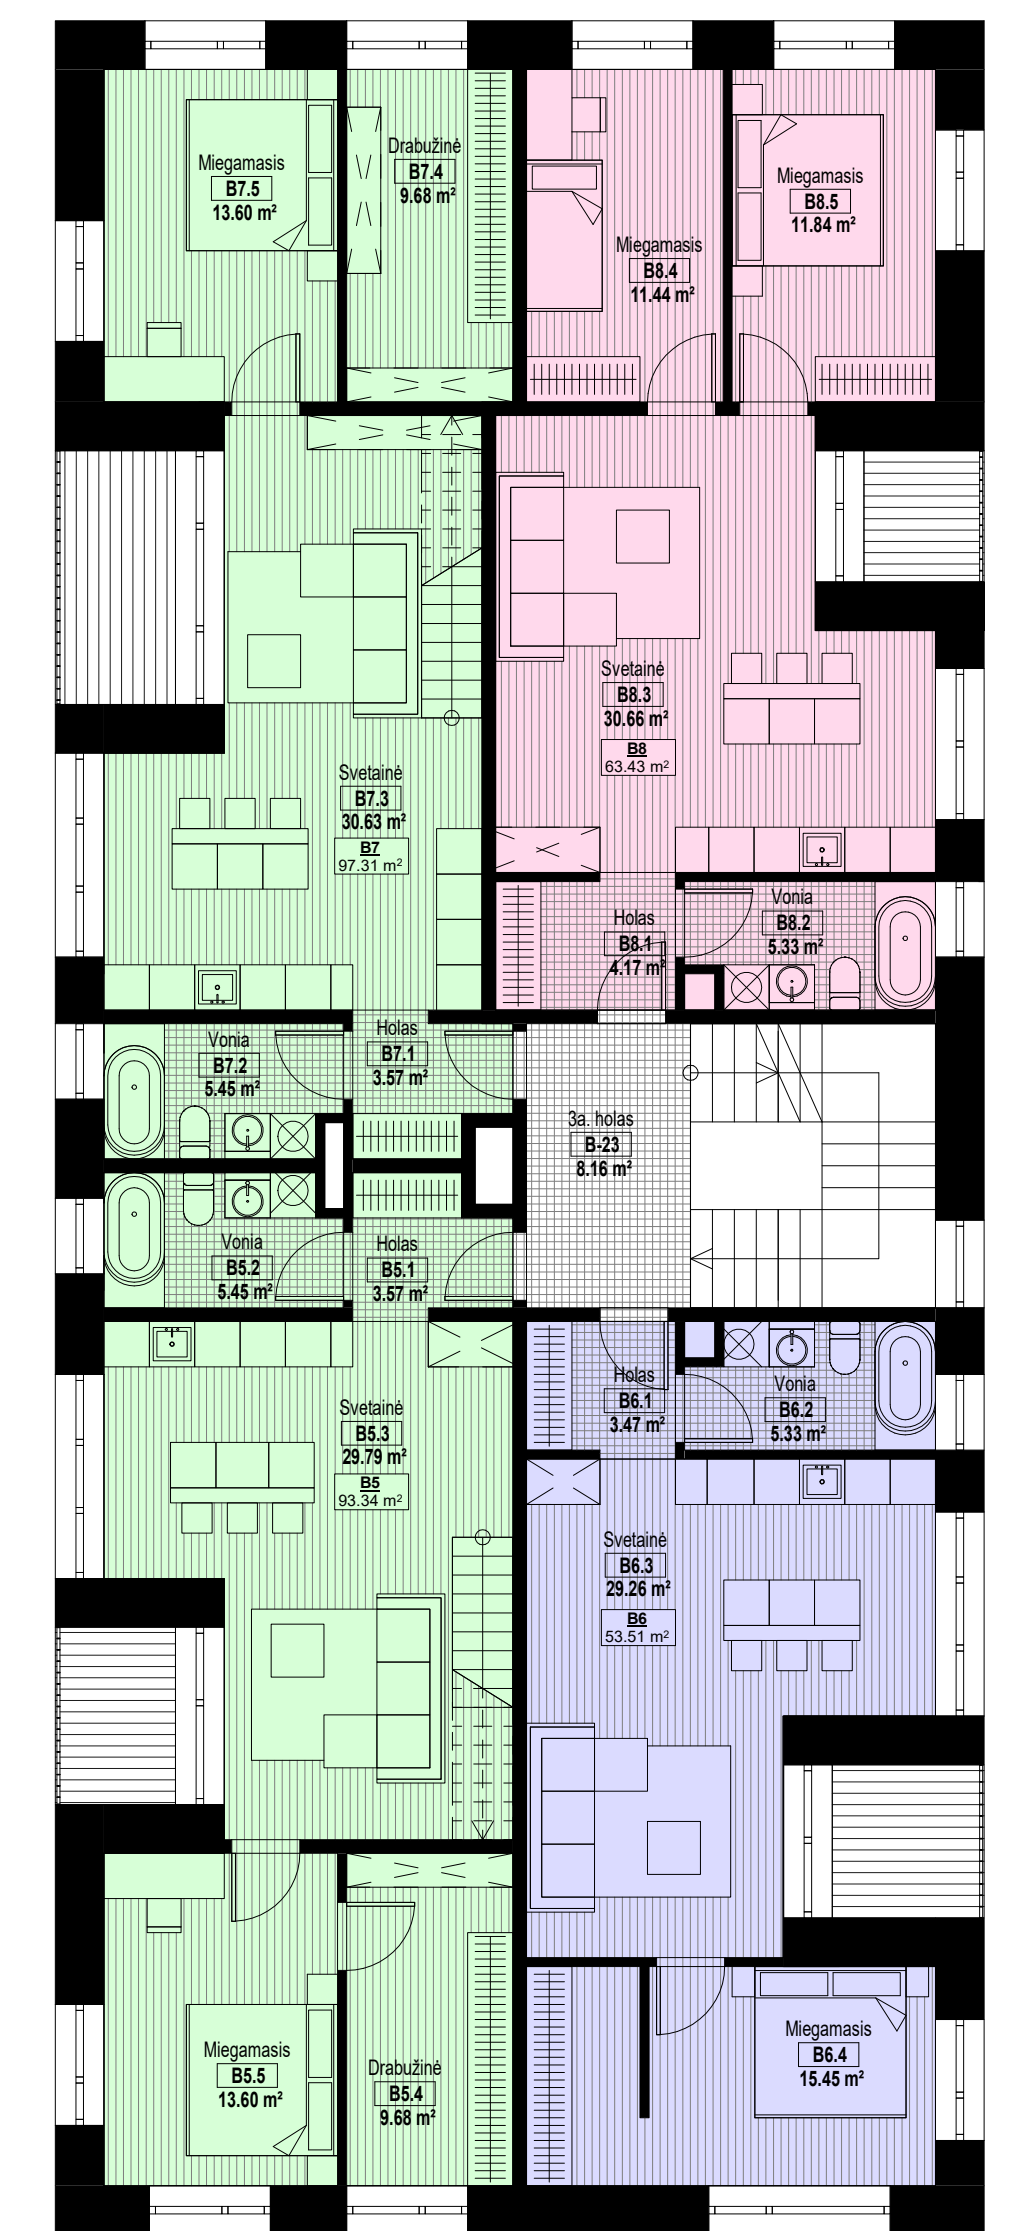 Miegamasis
B7.5
13.60 m²
Drabužinė
B7.4
9.68 m²
Miegamasis
B8.4
11.44 m²
Miegamasis
B8.5
11.84 m²
Svetainė
B8.3
30.66 m²
B8
63.43 m²
Svetainė
B7.3
30.63 m²
B7
97.31 m²
Holas
B8.1
4.17 m²
Vonia
B8.2
5.33 m²
Vonia
B7.2
5.45 m²
Holas
B7.1
3.57 m²
3a. holas
B-23
8.16 m²
Vonia
B5.2
5.45 m²
Holas
B5.1
3.57 m²
Holas
B6.1
3.47 m²
Vonia
B6.2
5.33 m²
Svetainė
B5.3
29.79 m²
B5
93.34 m²
Svetainė
B6.3
29.26 m²
B6
53.51 m²
Miegamasis
B5.5
13.60 m²
Drabužinė
B5.4
9.68 m²
Miegamasis
B6.4
15.45 m²